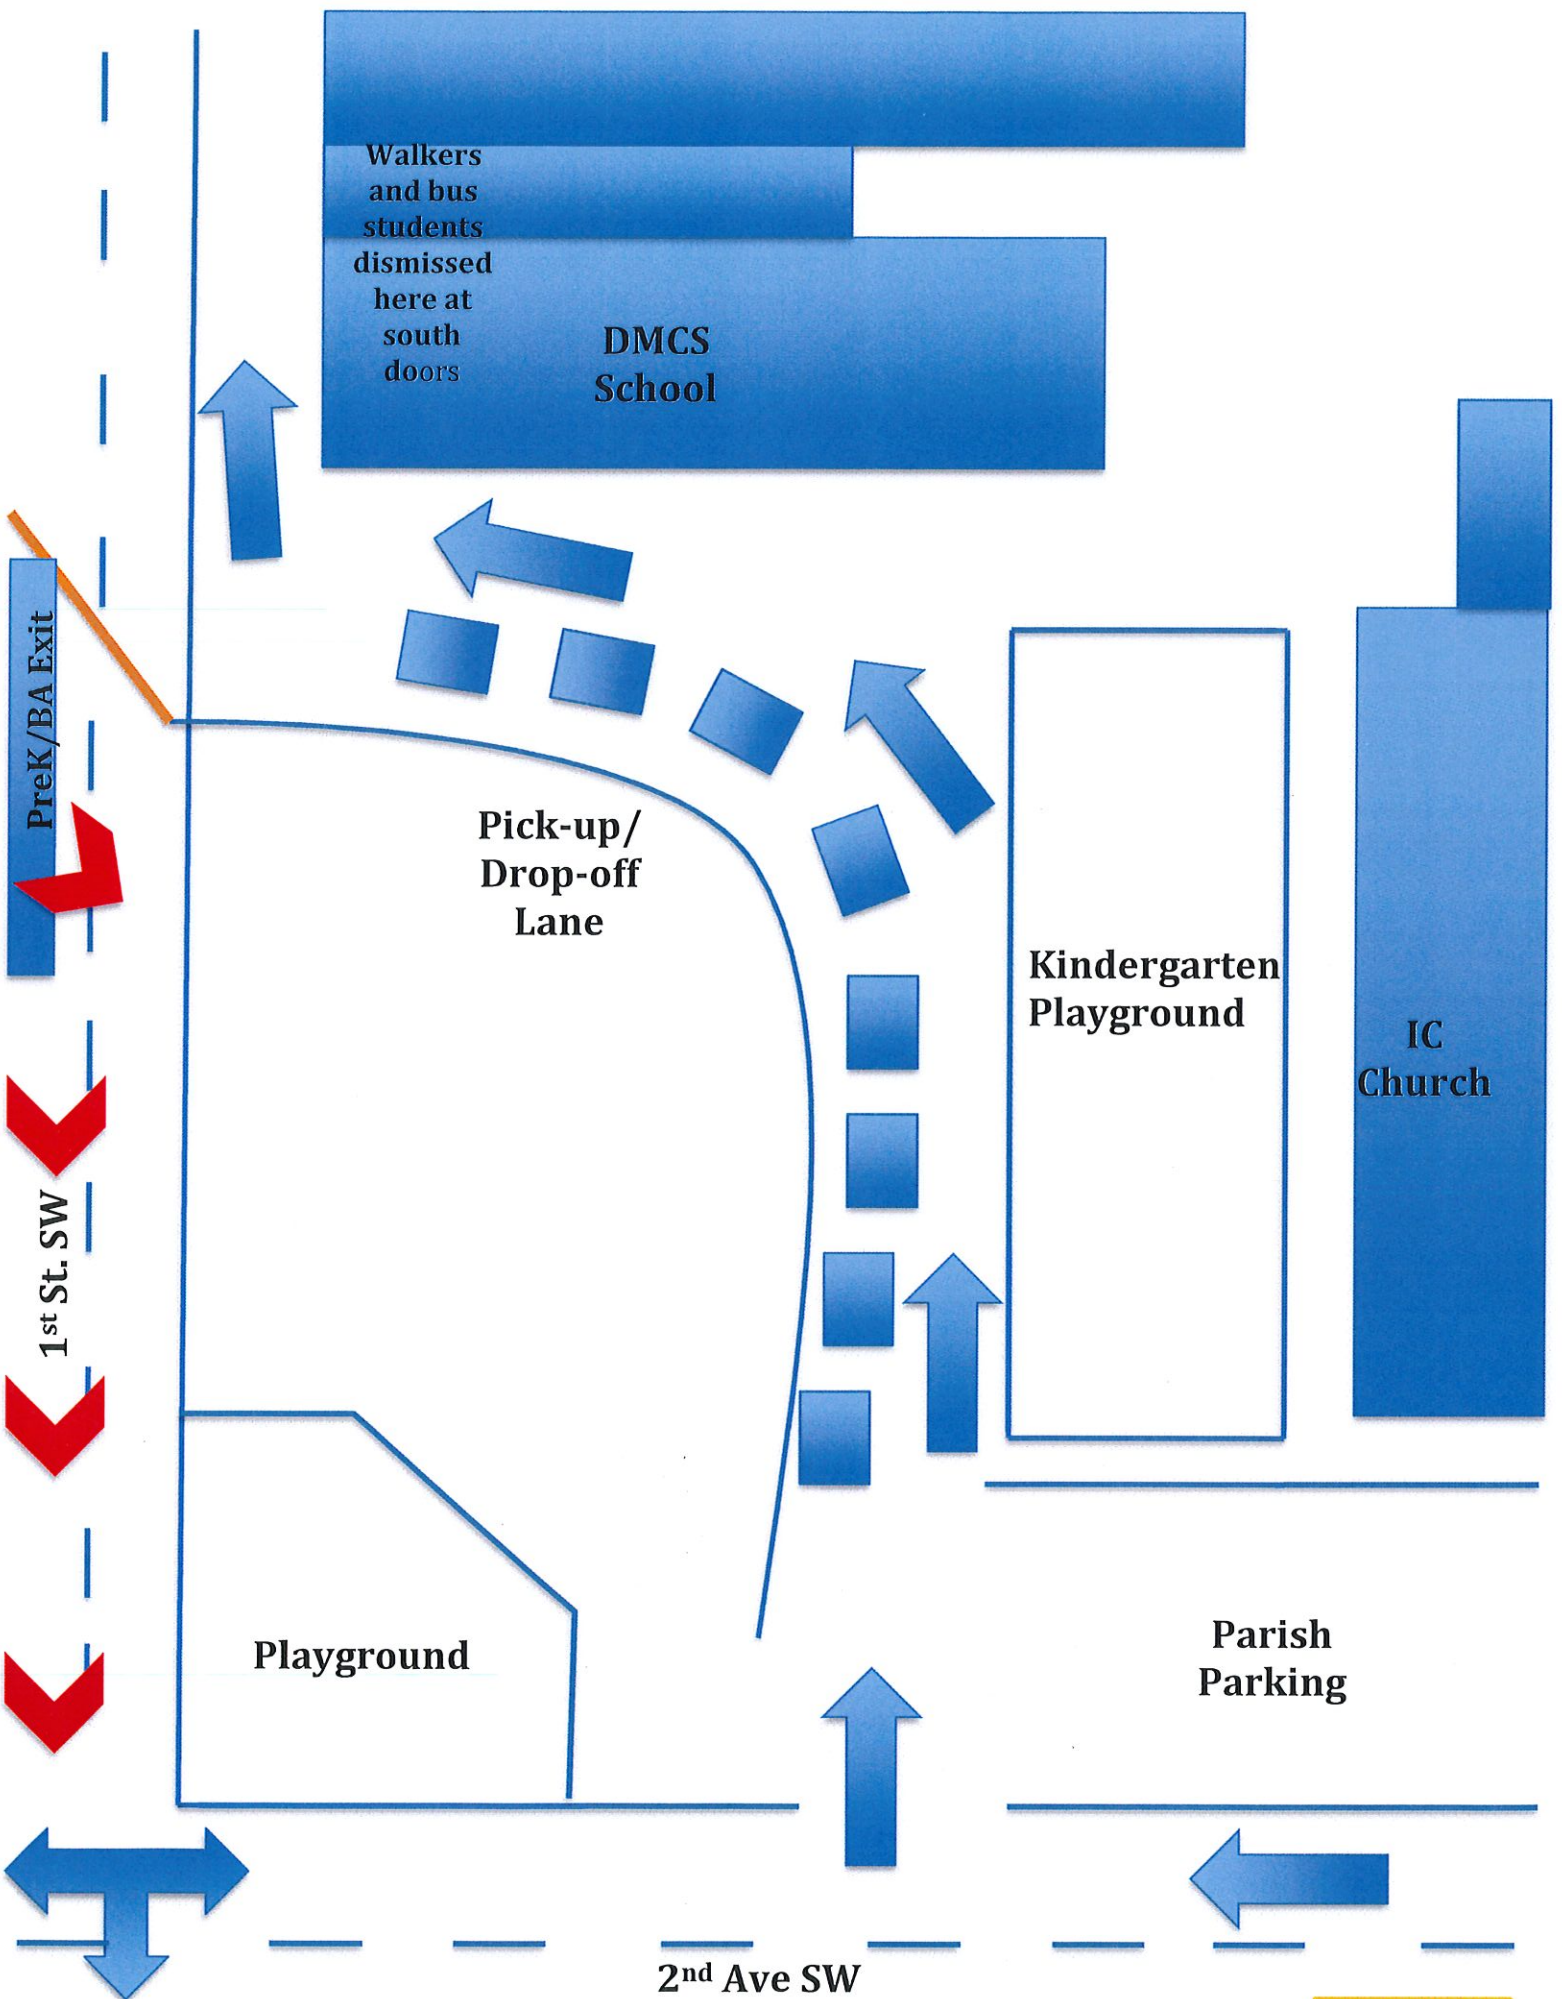 Walkers
and bus
students
dismissed
here at
south
doors
DMCS
School
PreK/BA Exit
Pick-up/
Drop-off
Lane
Kindergarten
Playground
IC
Church
1st St. SW
Playground
Parish
Parking
2nd Ave SW